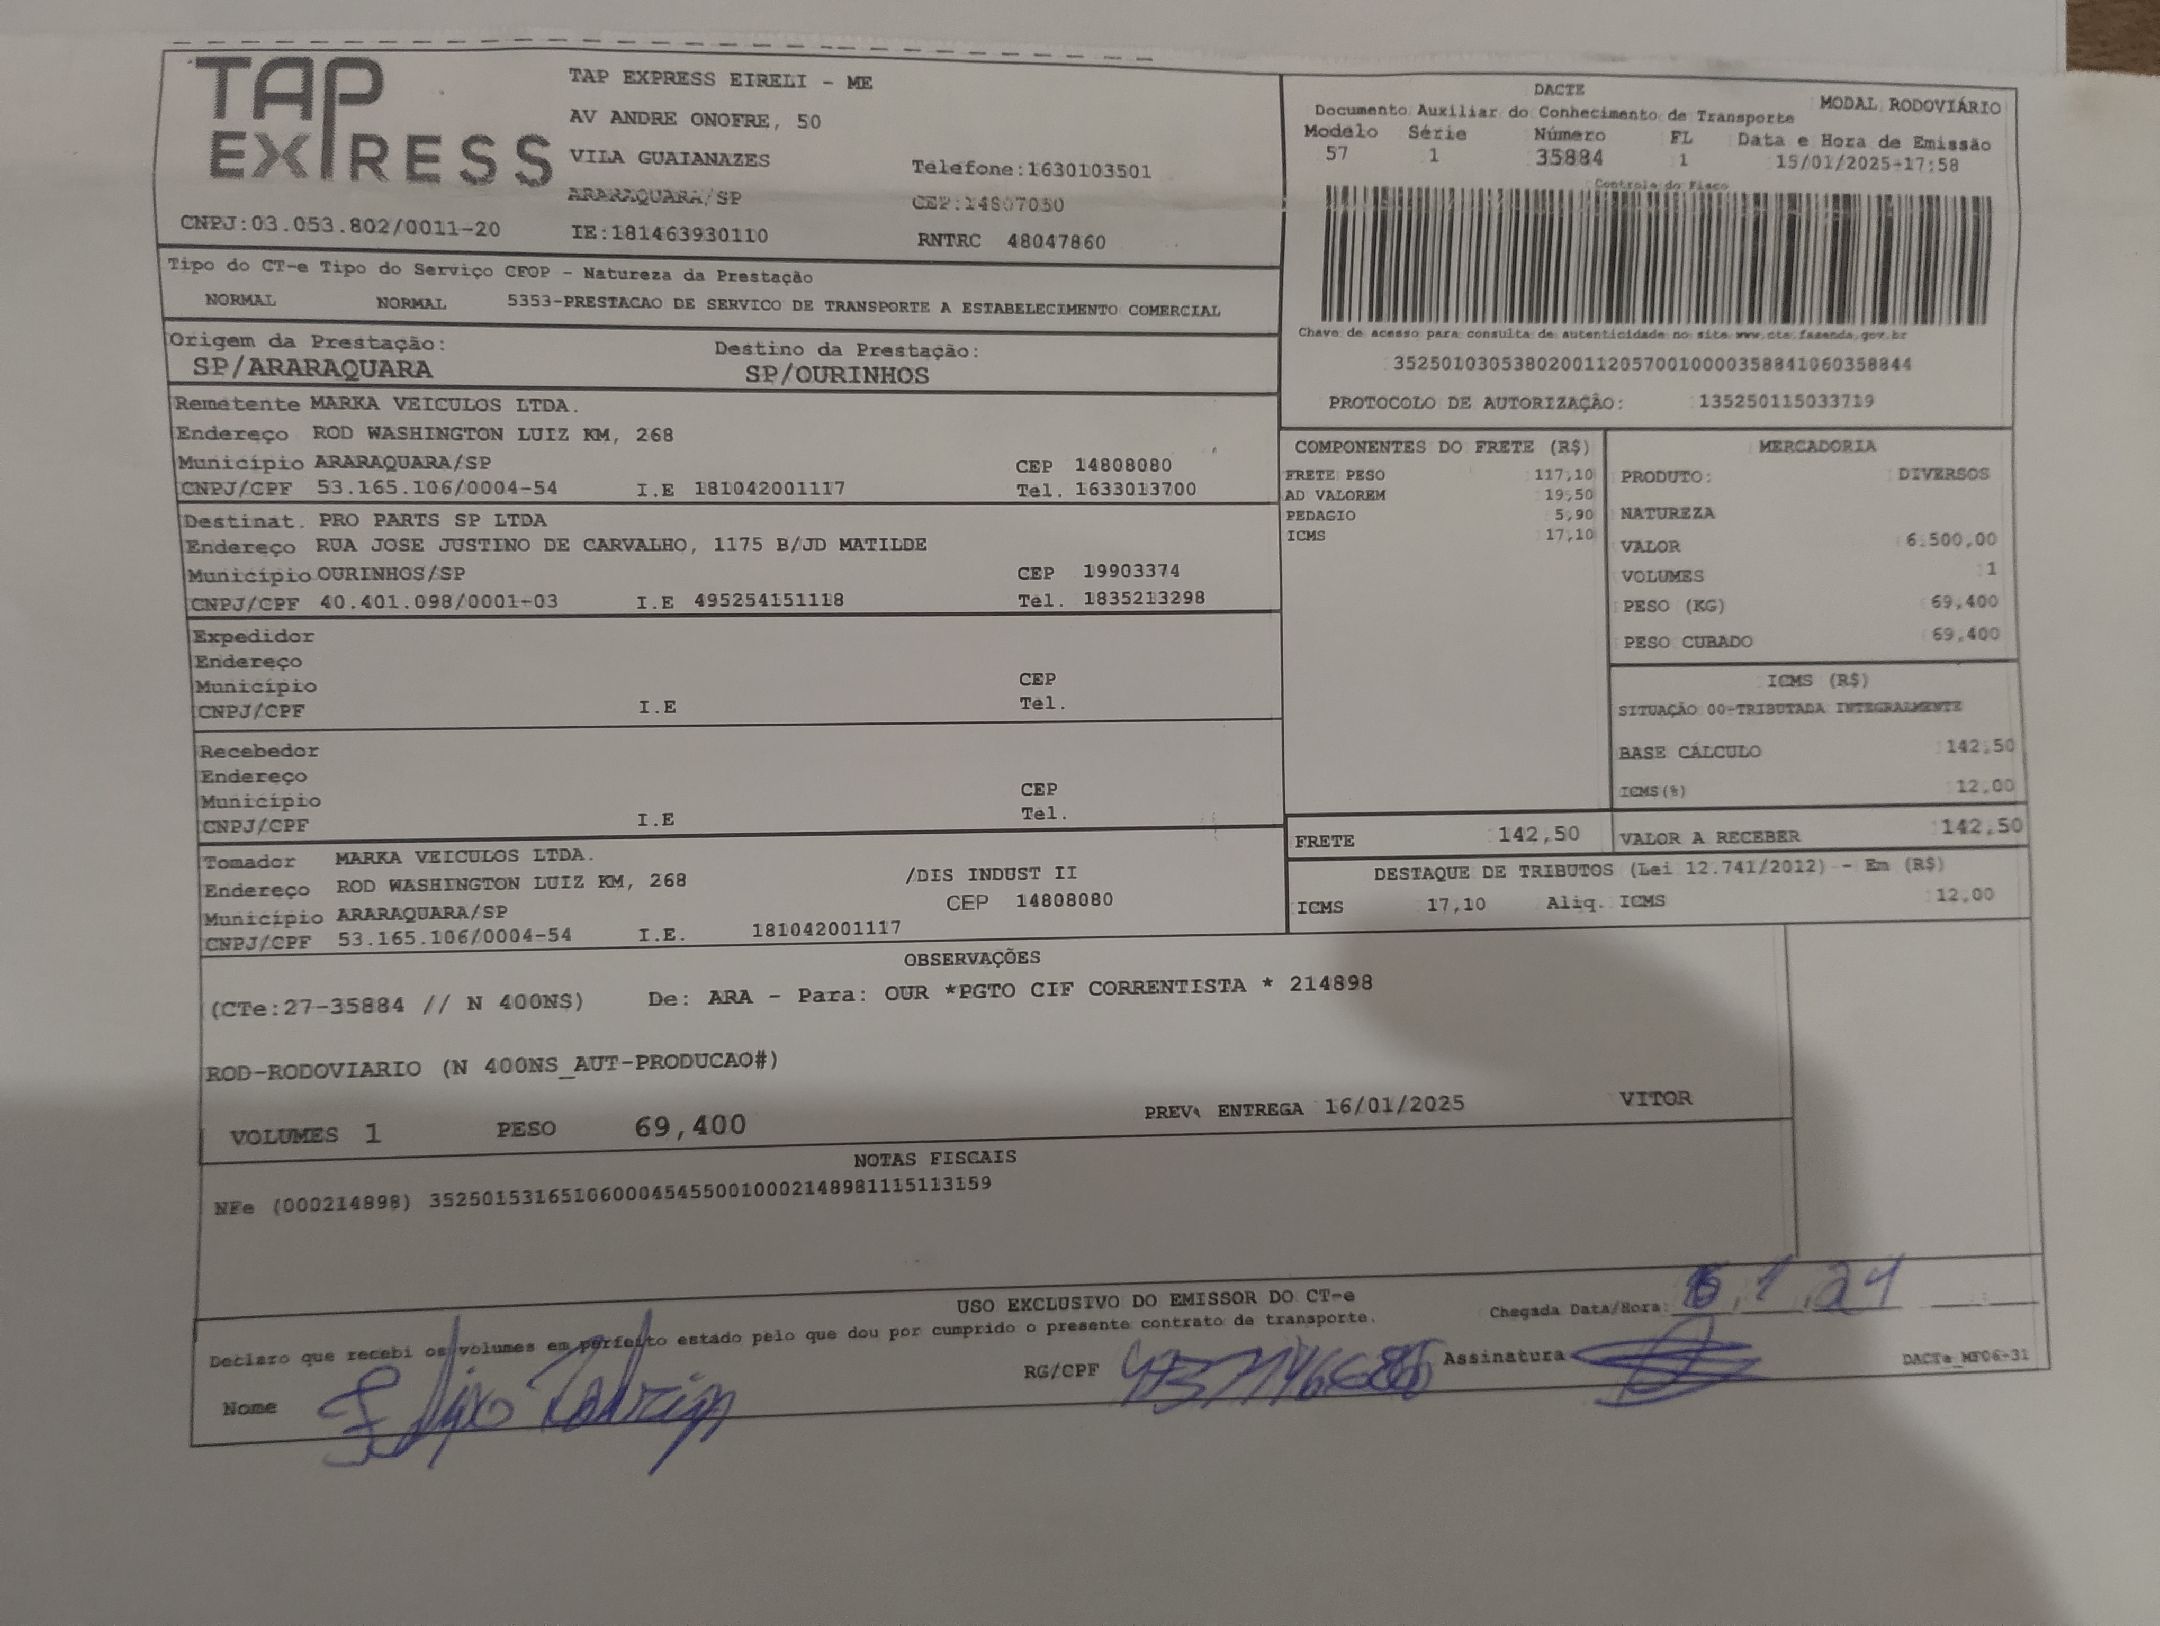 TAP
EXPRESS
TAP EXPRESS EIRELI - ME
AV ANDRE ONOFRE, 50
VILA GUAIANAZES Telefone:1630103501
ARARAQUARA/SP CEP:14807050
CNPJ:03.053.802/0011-20 IE:181463930110 RNTRC 48047860
DACTE MODAL RODOVIÁRIO
Documento Auxiliar do Conhecimento de Transporte
Modelo Série Número FL Data e Hora de Emissão
57 1 35884 1 15/01/2025-17:58
Controle do Fisco
Chave de acesso para consulta de autenticidade no site www.cte.fazenda.gov.br
35250103053802001120570010000358841060358844
PROTOCOLO DE AUTORIZAÇÃO: 135250115033719
Tipo do CT-e Tipo do Serviço CFOP - Natureza da Prestação
NORMAL NORMAL 5353-PRESTACAO DE SERVICO DE TRANSPORTE A ESTABELECIMENTO COMERCIAL
Origem da Prestação: Destino da Prestação:
SP/ARARAQUARA SP/OURINHOS
Remetente MARKA VEICULOS LTDA.
Endereço ROD WASHINGTON LUIZ KM, 268
Município ARARAQUARA/SP CEP 14808080
CNPJ/CPF 53.165.106/0004-54 I.E 181042001117 Tel. 1633013700
Destinat. PRO PARTS SP LTDA
Endereço RUA JOSE JUSTINO DE CARVALHO, 1175 B/JD MATILDE
Município OURINHOS/SP CEP 19903374
CNPJ/CPF 40.401.098/0001-03 I.E 495254151118 Tel. 1835213298
Expedidor
Endereço
Município CEP
CNPJ/CPF I.E Tel.
Recebedor
Endereço
Município CEP
CNPJ/CPF I.E Tel.
Tomador MARKA VEICULOS LTDA.
Endereço ROD WASHINGTON LUIZ KM, 268 /DIS INDUST II
Município ARARAQUARA/SP CEP 14808080
CNPJ/CPF 53.165.106/0004-54 I.E. 181042001117
COMPONENTES DO FRETE (R$)
FRETE PESO 117,10
AD VALOREM 19,50
PEDAGIO 5,90
ICMS 17,10
MERCADORIA
PRODUTO: DIVERSOS
NATUREZA
VALOR 6.500,00
VOLUMES 1
PESO (KG) 69,400
PESO CUBADO 69,400
ICMS (R$)
SITUAÇÃO 00-TRIBUTADA INTEGRALMENTE
BASE CÁLCULO 142,50
ICMS(%) 12,00
FRETE 142,50 VALOR A RECEBER 142,50
DESTAQUE DE TRIBUTOS (Lei 12.741/2012) - Em (R$)
ICMS 17,10 Aliq. ICMS 12,00
OBSERVAÇÕES
(CTe:27-35884 // N 400NS) De: ARA - Para: OUR *PGTO CIF CORRENTISTA * 214898
ROD-RODOVIARIO (N 400NS_AUT-PRODUCAO#)
VOLUMES 1 PESO 69,400 PREV. ENTREGA 16/01/2025 VITOR
NOTAS FISCAIS
NFe (000214898) 35250153165106000454550010002148981115113159
USO EXCLUSIVO DO EMISSOR DO CT-e
Declaro que recebi os volumes em perfeito estado pelo que dou por cumprido o presente contrato de transporte.
Chegada Data/Hora:
Nome RG/CPF Assinatura DACTe_MF06-31